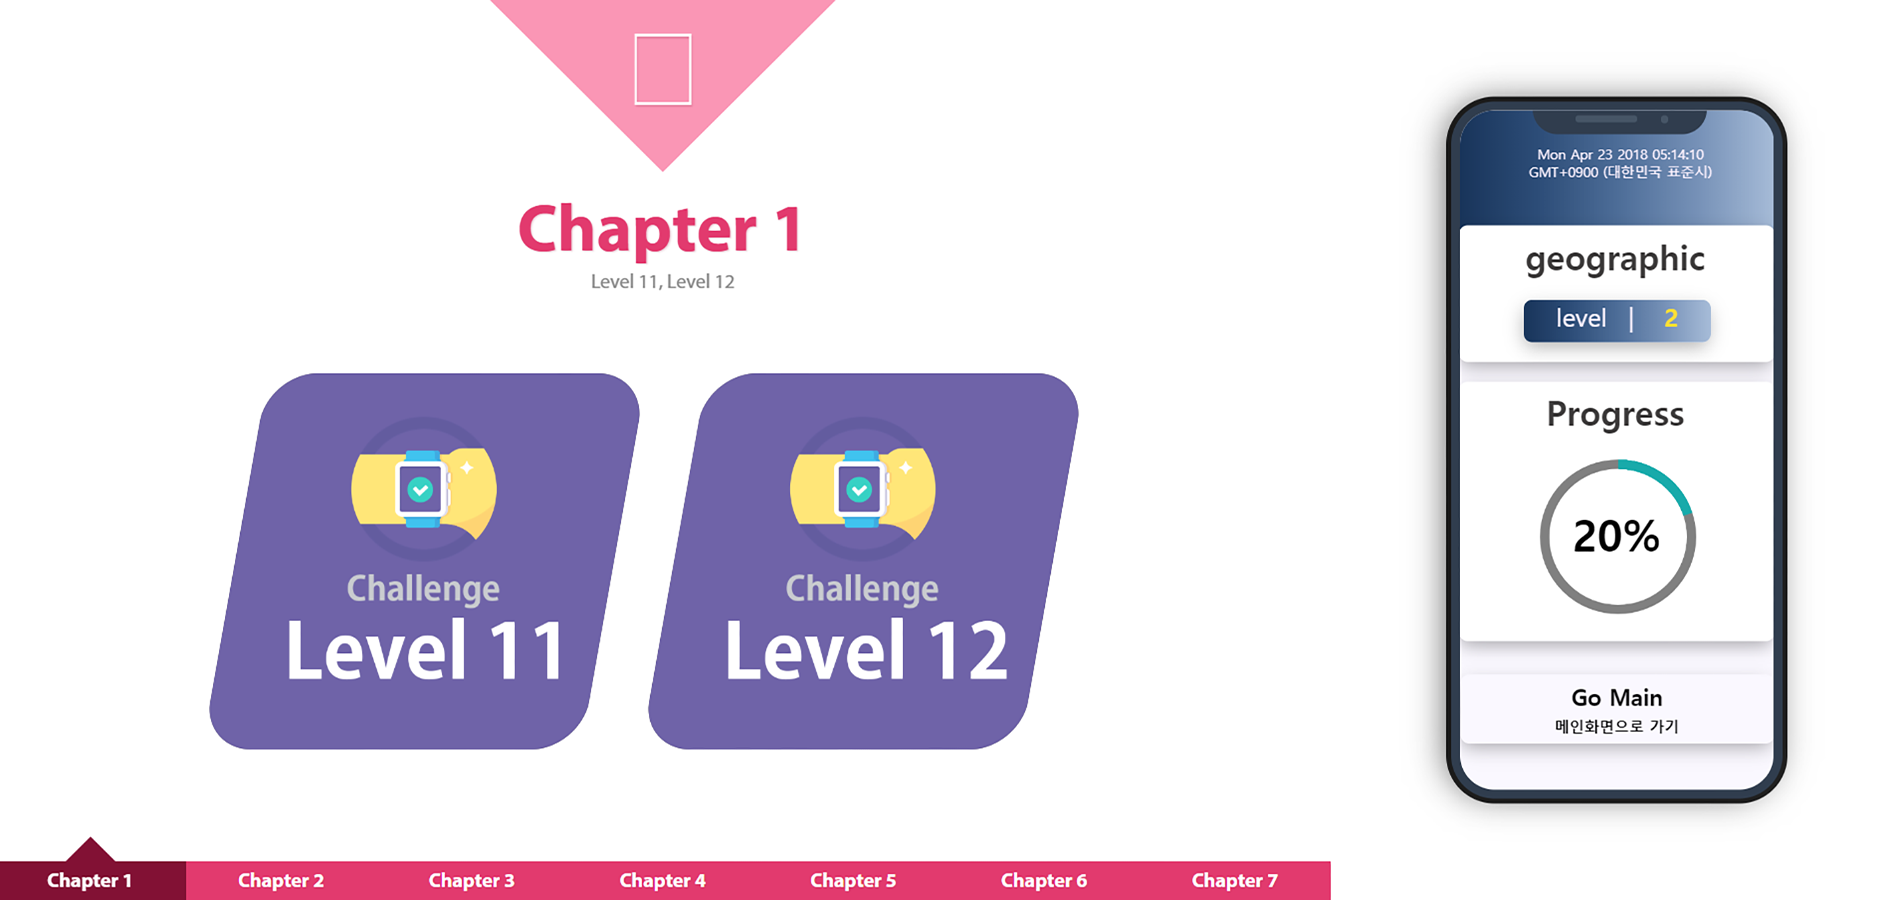 Chapter 1
Level 11, Level 12
Challenge
Level 11
Challenge
Level 12
Chapter 1
Chapter 2
Chapter 3
Chapter 4
Chapter 5
Chapter 6
Chapter 7
Mon Apr 23 2018 05:14:10
GMT+0900 (대한민국 표준시)
geographic
level | 2
Progress
20%
Go Main
메인화면으로 가기